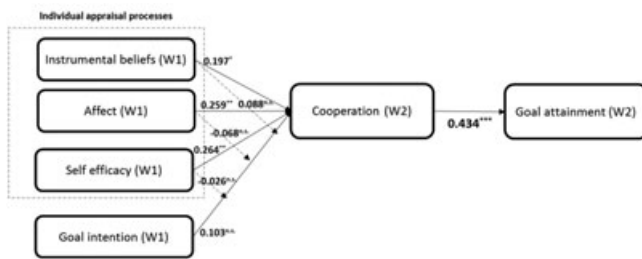 Individual appraisal processes
Instrumental beliefs (W1)
0.197*
Affect (W1)
0.259**
0.088n.s.
Cooperation (W2)
0.434***
Goal attainment (W2)
-0.068n.s.
Self efficacy (W1)
0.264**
-0.026n.s.
Goal intention (W1)
0.103n.s.